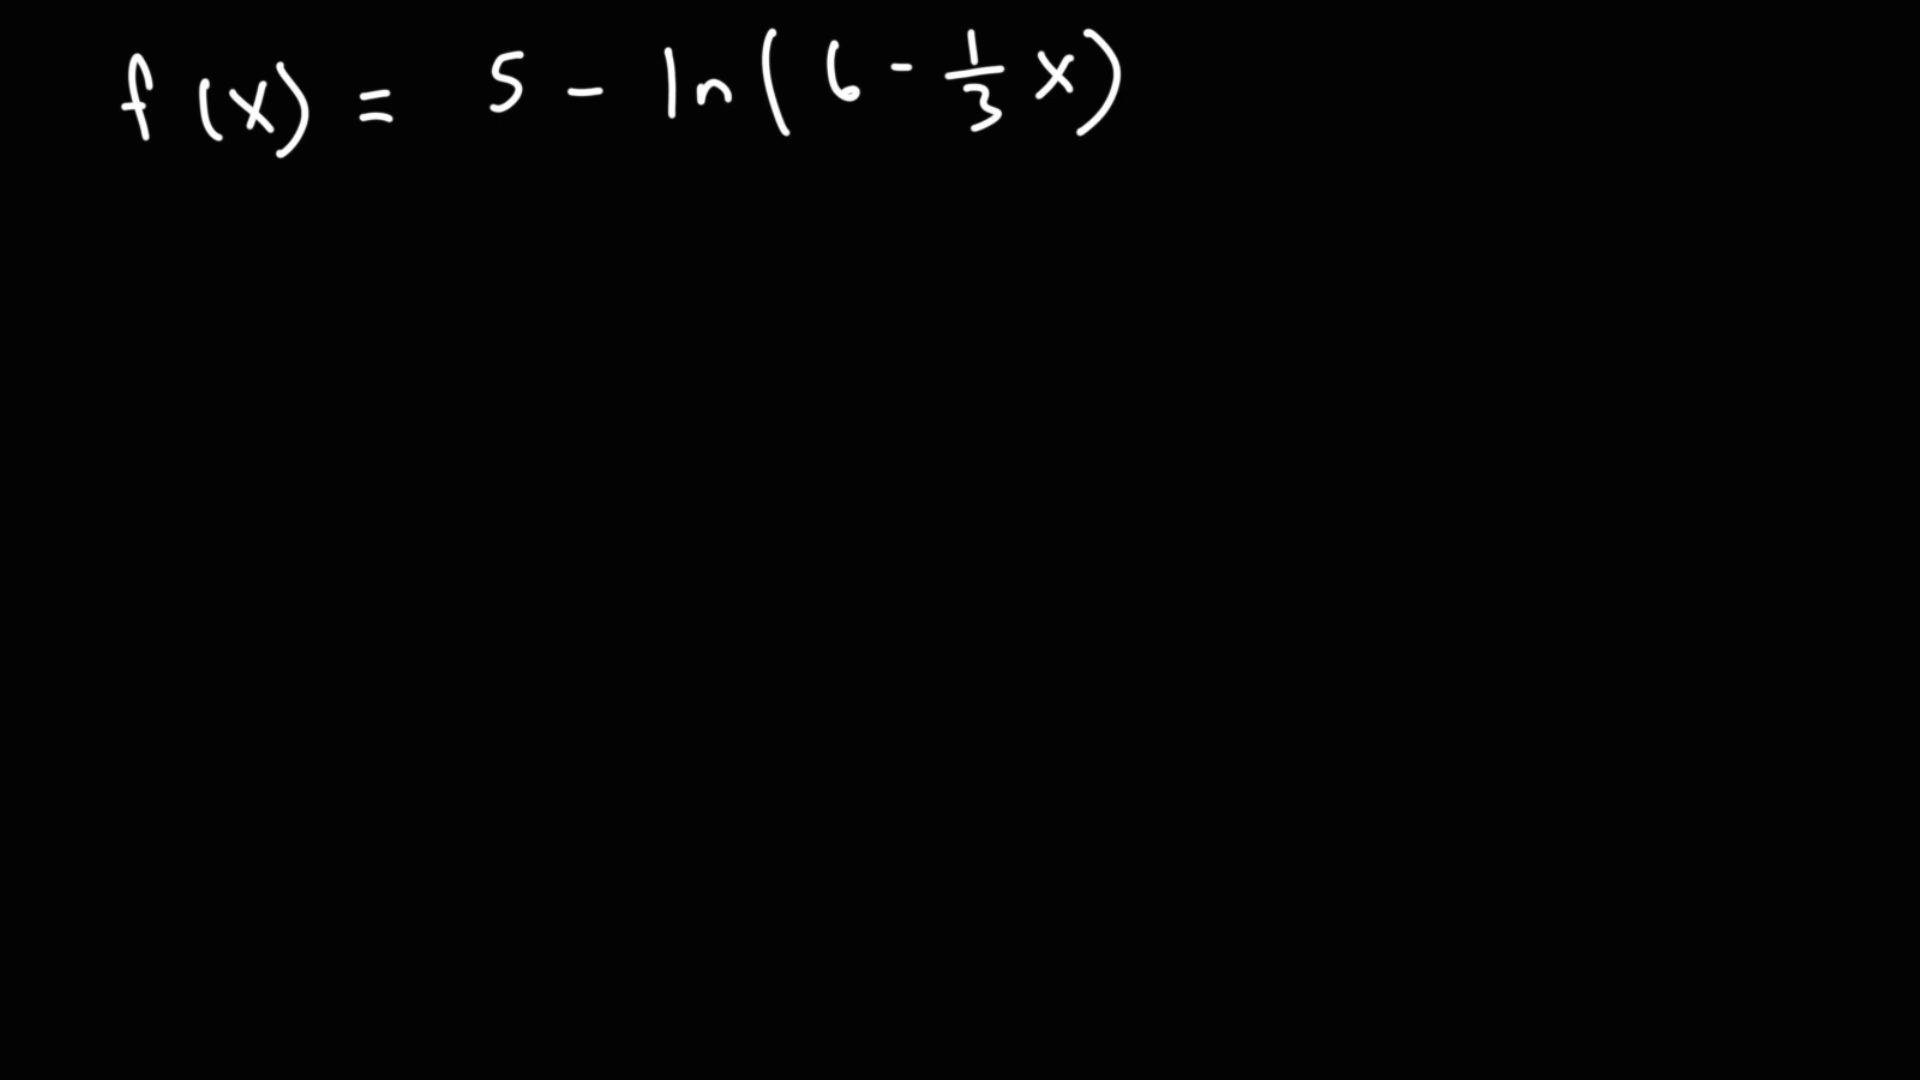 f(x) = 5 - ln(6 - 1/3 x)